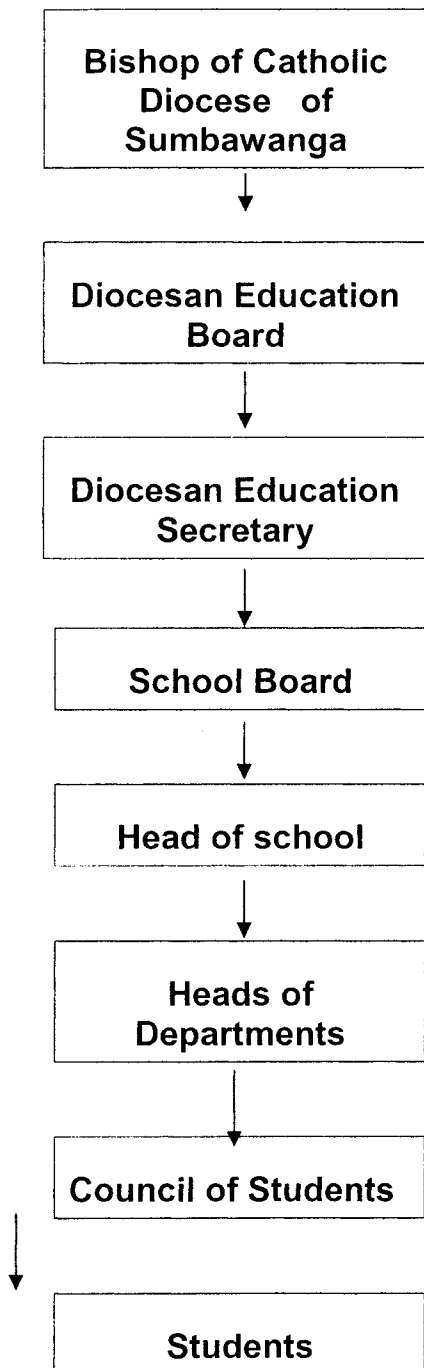 Bishop of Catholic
Diocese of
Sumbawanga
Diocesan Education
Board
Diocesan Education
Secretary
School Board
Head of school
Heads of
Departments
Council of Students
Students